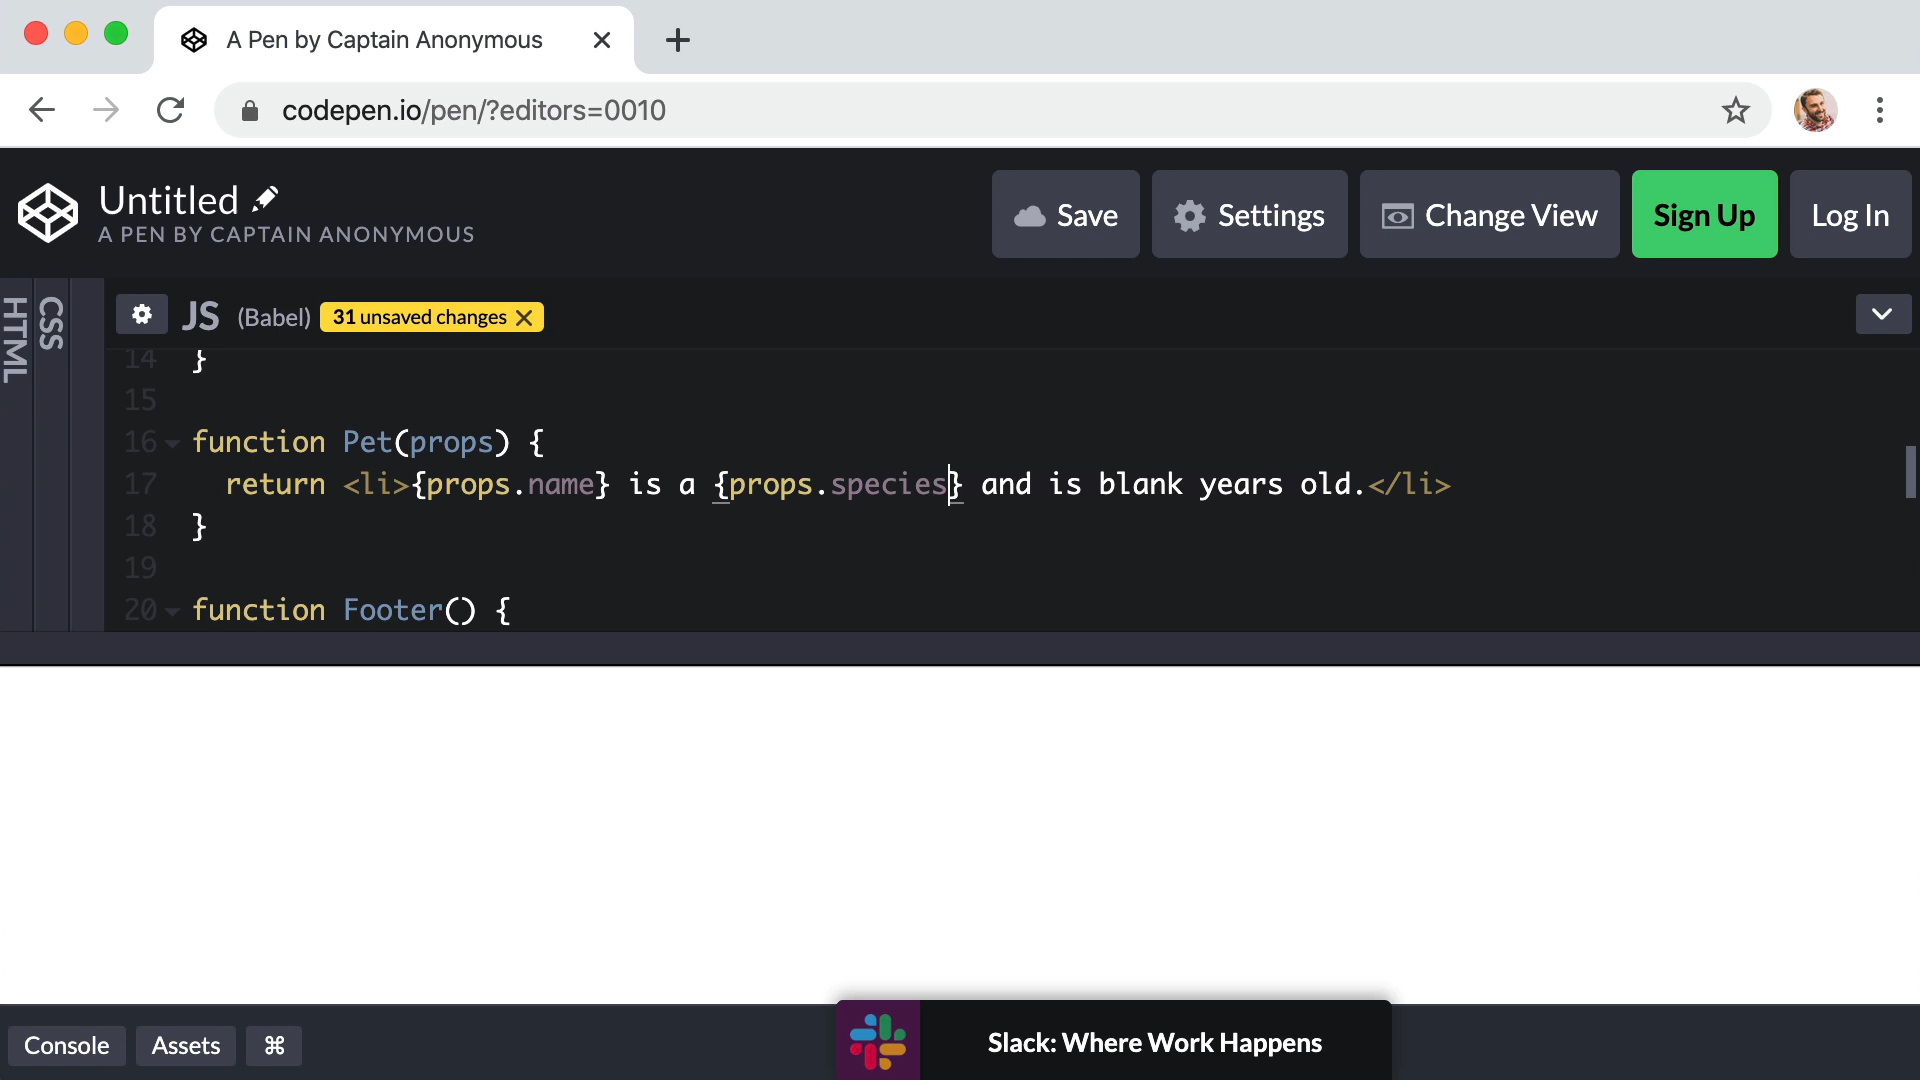 A Pen by Captain Anonymous
codepen.io/pen/?editors=0010
Untitled
A PEN BY CAPTAIN ANONYMOUS
Save
Settings
Change View
Sign Up
Log In
HTML
CSS
JS (Babel) 31 unsaved changes
14 }
15
16 function Pet(props) {
17 return <li>{props.name} is a {props.species} and is blank years old.</li>
18 }
19
20 function Footer() {
Console
Assets
⌘
Slack: Where Work Happens